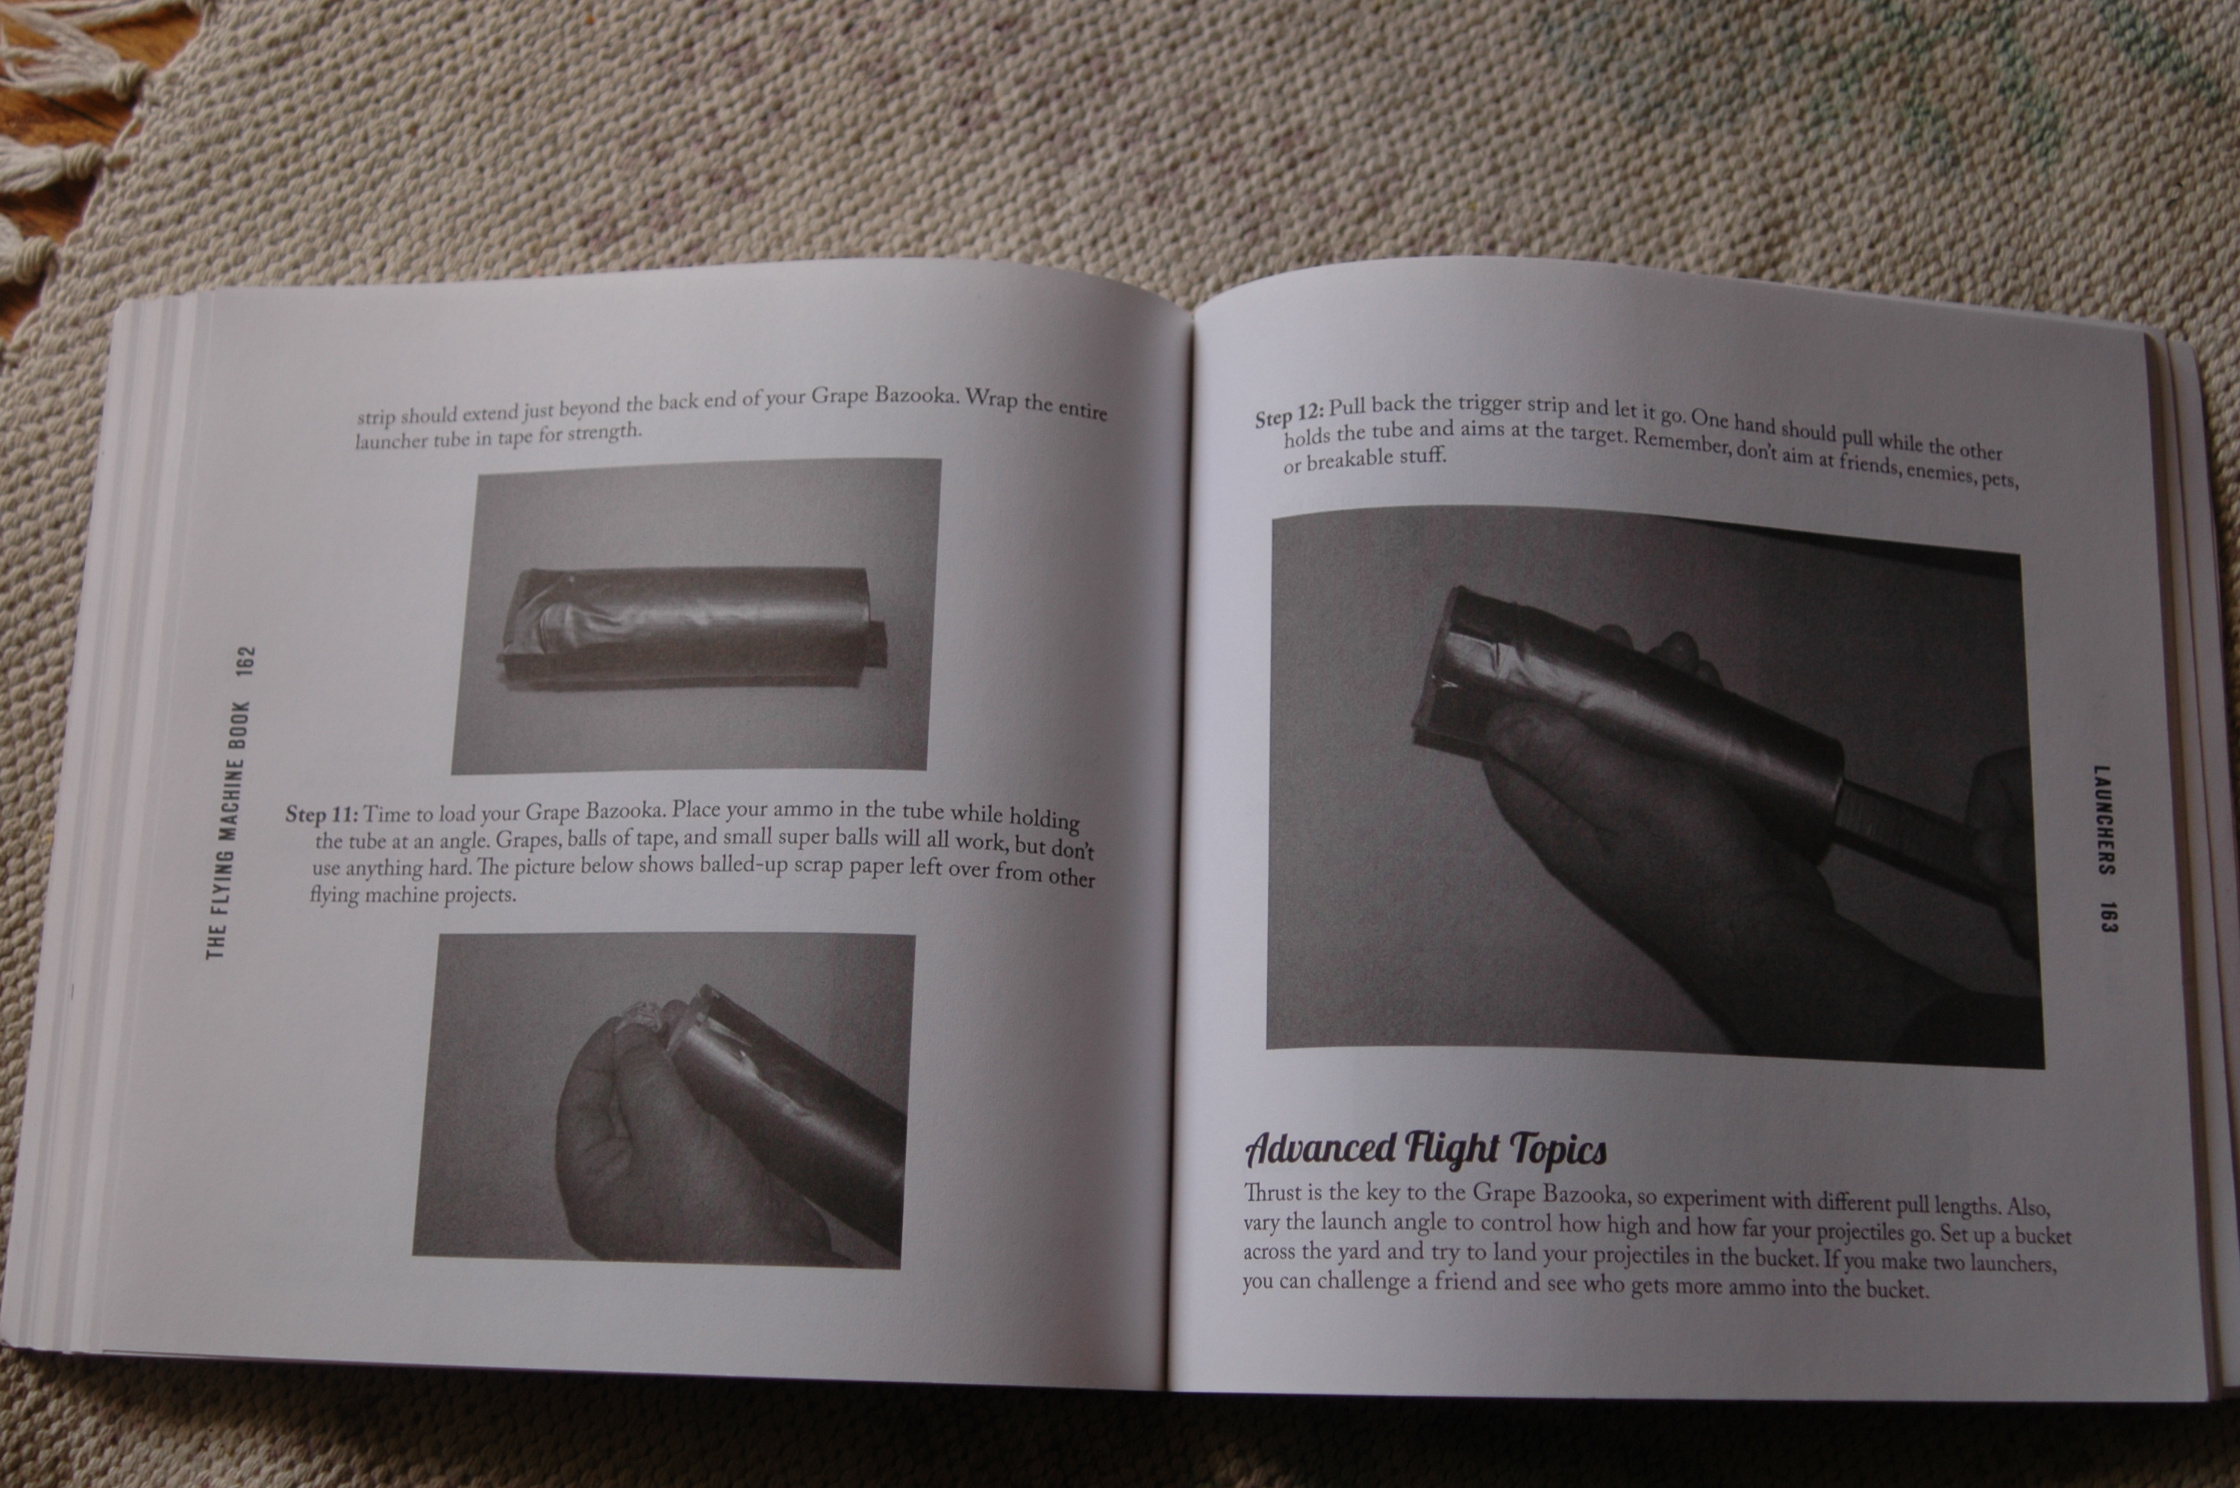 strip should extend just beyond the back end of your Grape Bazooka. Wrap the entire
launcher tube in tape for strength.
Step 11: Time to load your Grape Bazooka. Place your ammo in the tube while holding
the tube at an angle. Grapes, balls of tape, and small super balls will all work, but don't
use anything hard. The picture below shows balled-up scrap paper left over from other
flying machine projects.
THE FLYING MACHINE BOOK 162
Step 12: Pull back the trigger strip and let it go. One hand should pull while the other
holds the tube and aims at the target. Remember, don't aim at friends, enemies, pets,
or breakable stuff.
Advanced Flight Topics
Thrust is the key to the Grape Bazooka, so experiment with different pull lengths. Also,
vary the launch angle to control how high and how far your projectiles go. Set up a bucket
across the yard and try to land your projectiles in the bucket. If you make two launchers,
you can challenge a friend and see who gets more ammo into the bucket.
LAUNCHERS 163